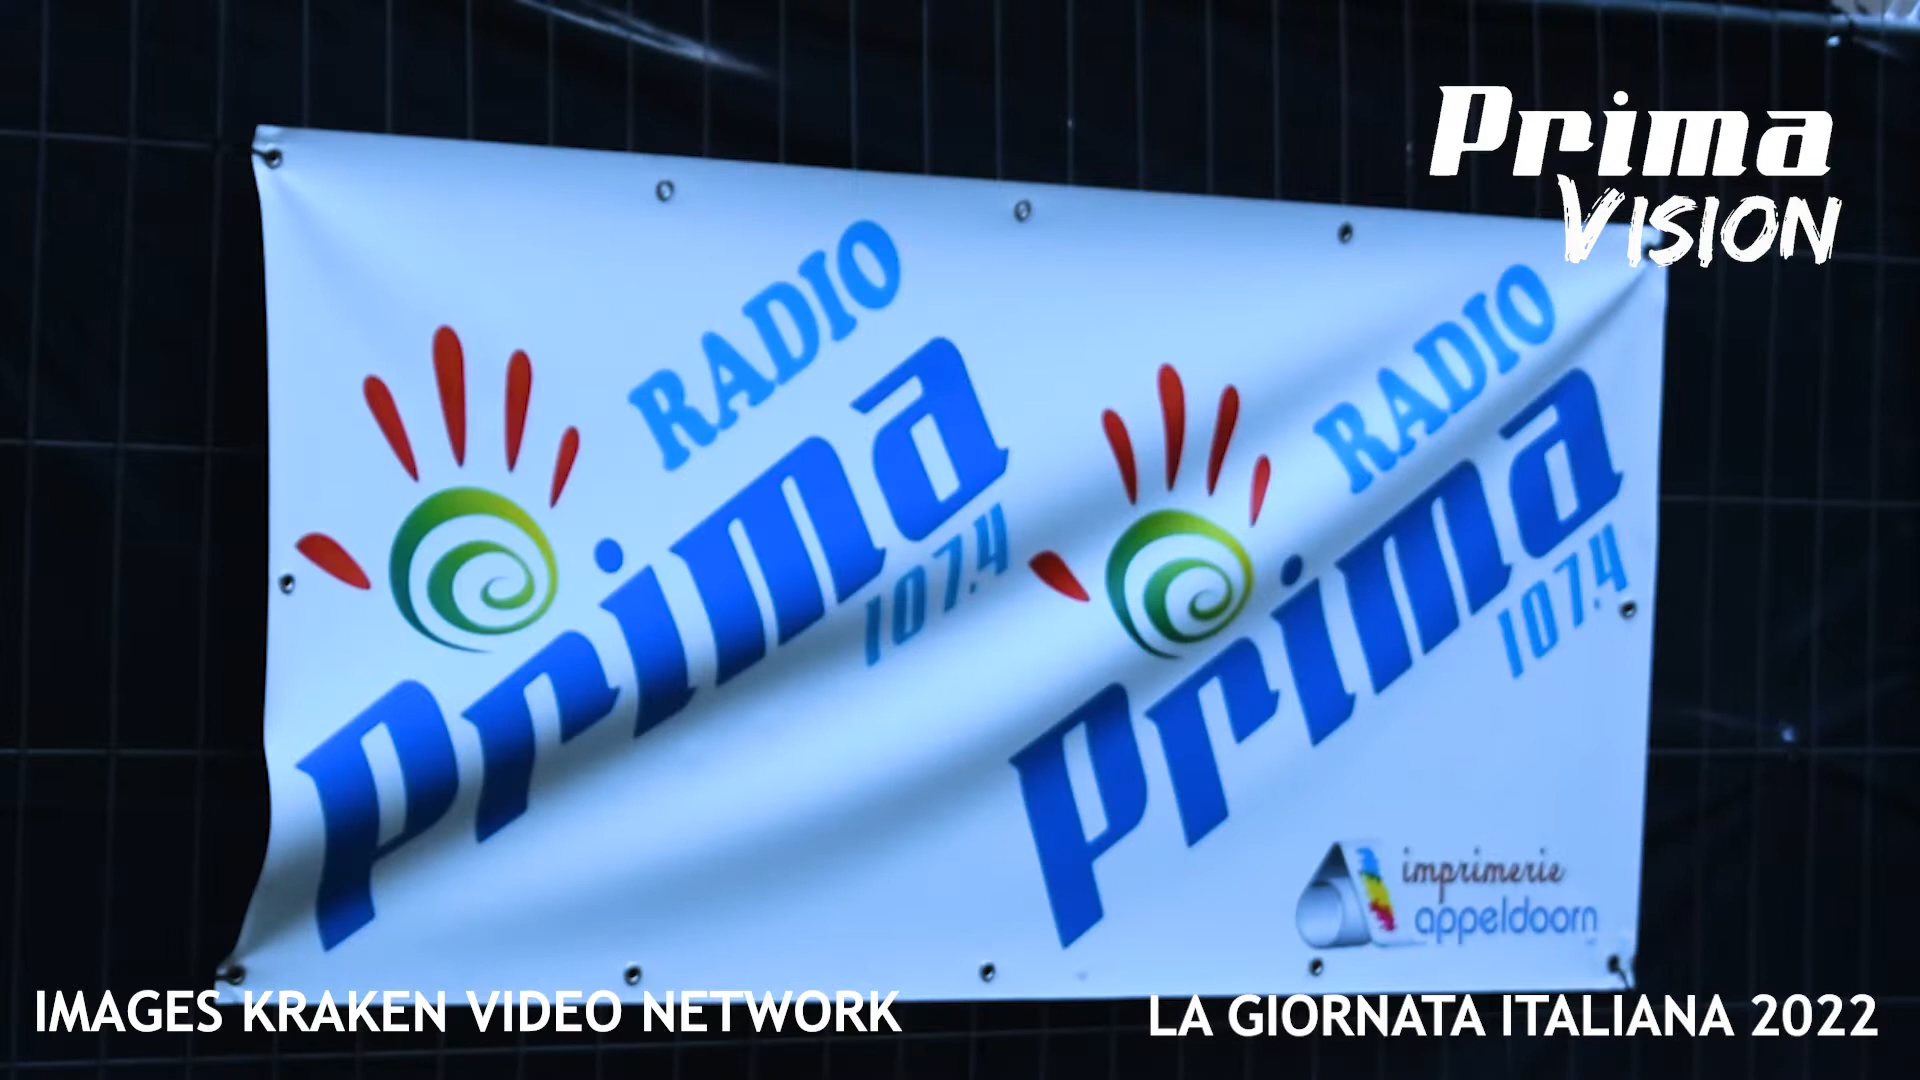 Prima
VISION
RADIO
Prima
107.4
RADIO
Prima
107.4
imprimerie
appeldoorn
IMAGES KRAKEN VIDEO NETWORK
LA GIORNATA ITALIANA 2022